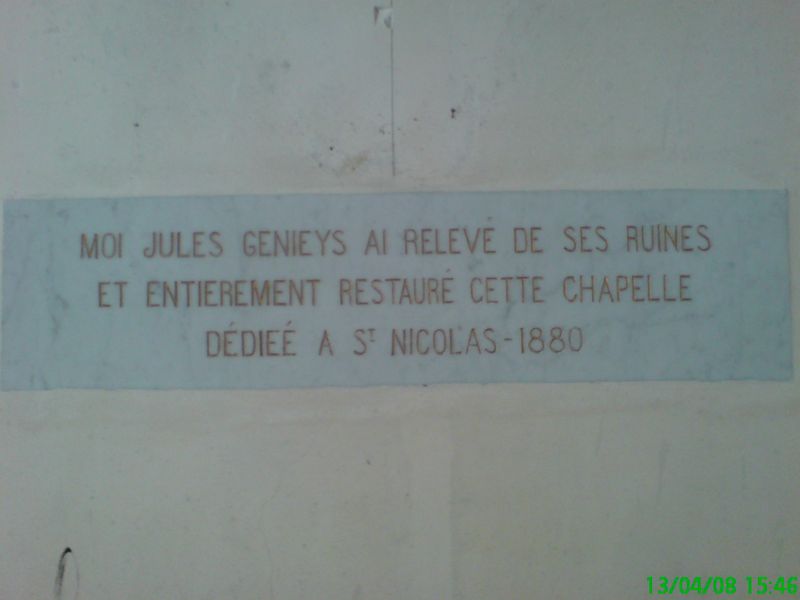 MOI JULES GENIEYS AI RELEVÉ DE SES RUINES
ET ENTIEREMENT RESTAURÉ CETTE CHAPELLE
DÉDIEÉ A ST NICOLAS-1880
13/04/08 15:46